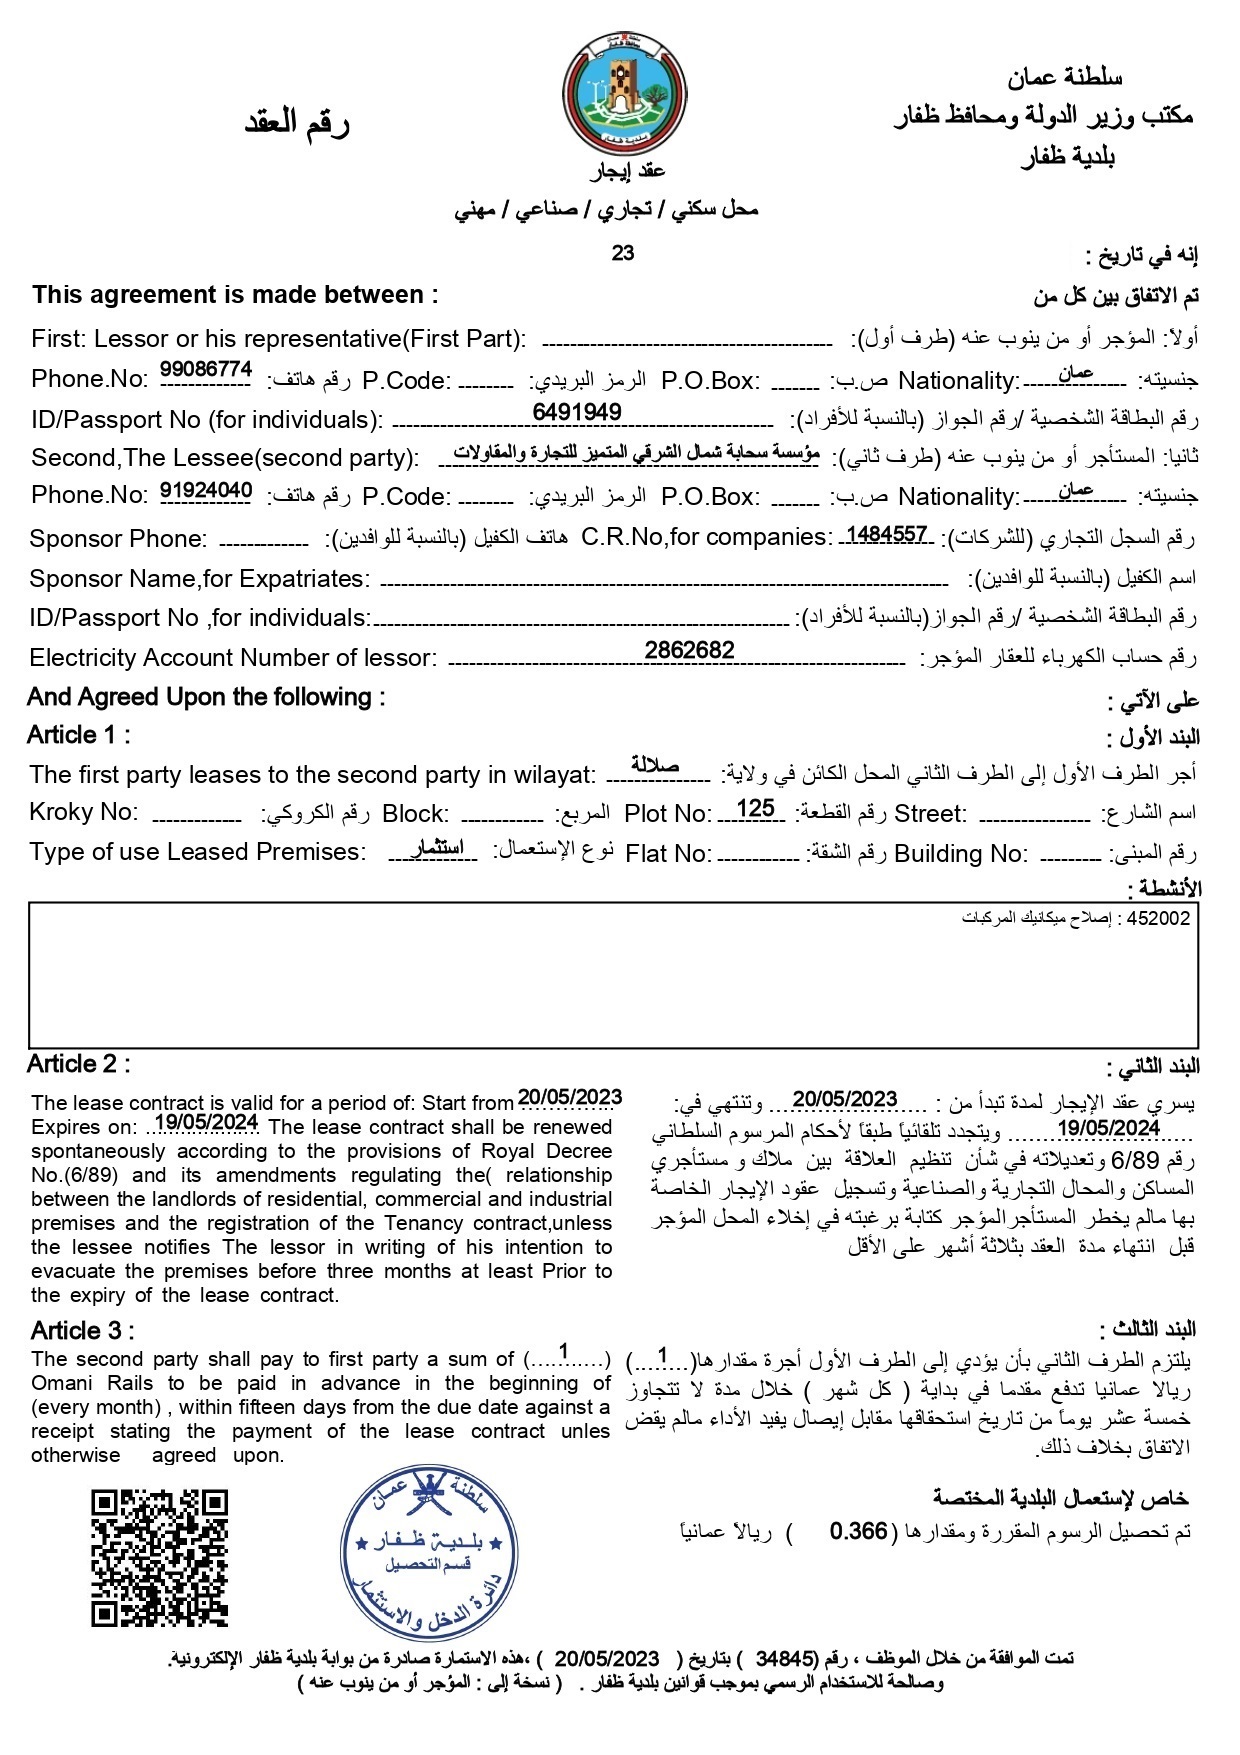 سلطنة عمان
مكتب وزير الدولة ومحافظ ظفار
بلدية ظفار
رقم العقد
سلطنة عمان
محافظة ظفار
بلدية ظفار
عقد إيجار
محل سكني / تجاري / صناعي / مهني
إنه في تاريخ : 23
This agreement is made between : تم الاتفاق بين كل من
First: Lessor or his representative(First Part): أولاً: المؤجر أو من ينوب عنه (طرف أول):
Phone.No: 99086774 رقم هاتف: P.Code: الرمز البريدي: P.O.Box: ص.ب: Nationality: عمان جنسيته:
ID/Passport No (for individuals): 6491949 رقم البطاقة الشخصية /رقم الجواز (بالنسبة للأفراد):
Second,The Lessee(second party): مؤسسة سحابة شمال الشرقي المتميز للتجارة والمقاولات ثانيا: المستأجر أو من ينوب عنه (طرف ثاني):
Phone.No: 91924040 رقم هاتف: P.Code: الرمز البريدي: P.O.Box: ص.ب: Nationality: عمان جنسيته:
Sponsor Phone: هاتف الكفيل (بالنسبة للوافدين): C.R.No,for companies: 1484557 رقم السجل التجاري (للشركات):
Sponsor Name,for Expatriates: اسم الكفيل (بالنسبة للوافدين):
ID/Passport No ,for individuals: رقم البطاقة الشخصية /رقم الجواز(بالنسبة للأفراد):
Electricity Account Number of lessor: 2862682 رقم حساب الكهرباء للعقار المؤجر:
And Agreed Upon the following : على الآتي :
Article 1 : البند الأول :
The first party leases to the second party in wilayat: صلالة أجر الطرف الأول إلى الطرف الثاني المحل الكائن في ولاية:
Kroky No: رقم الكروكي: Block: المربع: Plot No: 125 رقم القطعة: Street: اسم الشارع:
Type of use Leased Premises: استثمار نوع الإستعمال: Flat No: رقم الشقة: Building No: رقم المبنى:
الأنشطة :
452002 : إصلاح ميكانيك المركبات
Article 2 :
The lease contract is valid for a period of: Start from 20/05/2023
Expires on: 19/05/2024 The lease contract shall be renewed
spontaneously according to the provisions of Royal Decree
No.(6/89) and its amendments regulating the( relationship
between the landlords of residential, commercial and industrial
premises and the registration of the Tenancy contract,unless
the lessee notifies The lessor in writing of his intention to
evacuate the premises before three months at least Prior to
the expiry of the lease contract.
البند الثاني :
يسري عقد الإيجار لمدة تبدأ من : 20/05/2023 وتنتهي في:
19/05/2024 ويتجدد تلقائياً طبقاً لأحكام المرسوم السلطاني
رقم 6/89 وتعديلاته في شأن تنظيم العلاقة بين ملاك و مستأجري
المساكن والمحال التجارية والصناعية وتسجيل عقود الإيجار الخاصة
بها مالم يخطر المستأجرالمؤجر كتابة برغبته في إخلاء المحل المؤجر
قبل انتهاء مدة العقد بثلاثة أشهر على الأقل
Article 3 :
The second party shall pay to first party a sum of (.....1.....)
Omani Rails to be paid in advance in the beginning of
(every month) , within fifteen days from the due date against a
receipt stating the payment of the lease contract unles
otherwise agreed upon.
البند الثالث :
يلتزم الطرف الثاني بأن يؤدي إلى الطرف الأول أجرة مقدارها(...1...)
ريالا عمانيا تدفع مقدما في بداية ( كل شهر ) خلال مدة لا تتجاوز
خمسة عشر يوماً من تاريخ استحقاقها مقابل إيصال يفيد الأداء مالم يقض
الاتفاق بخلاف ذلك.
خاص لإستعمال البلدية المختصة
تم تحصيل الرسوم المقررة ومقدارها ( 0.366 ) ريالاً عمانياً
سلطنة عمان
بلدية ظفار
قسم التحصيل
دائرة الدخل والاستثمار
تمت الموافقة من خلال الموظف ، رقم (34845 ) بتاريخ ( 20/05/2023 ) ،هذه الاستمارة صادرة من بوابة بلدية ظفار الإلكترونية.
وصالحة للاستخدام الرسمي بموجب قوانين بلدية ظفار . ( نسخة إلى : المؤجر أو من ينوب عنه )